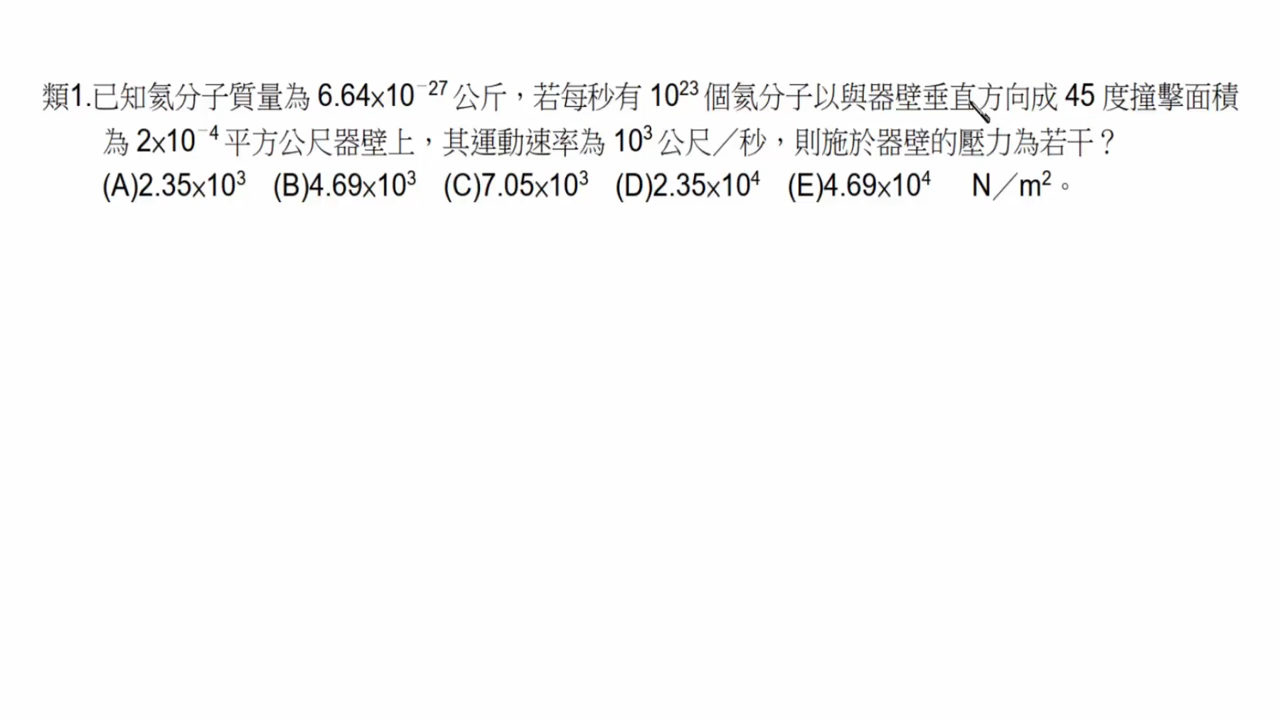 類1.已知氦分子質量為 6.64x10⁻²⁷ 公斤，若每秒有 10²³ 個氦分子以與器壁垂直方向成 45 度撞擊面積
為 2x10⁻⁴ 平方公尺器壁上，其運動速率為 10³ 公尺／秒，則施於器壁的壓力為若干？
(A)2.35x10³ (B)4.69x10³ (C)7.05x10³ (D)2.35x10⁴ (E)4.69x10⁴ N／m²。